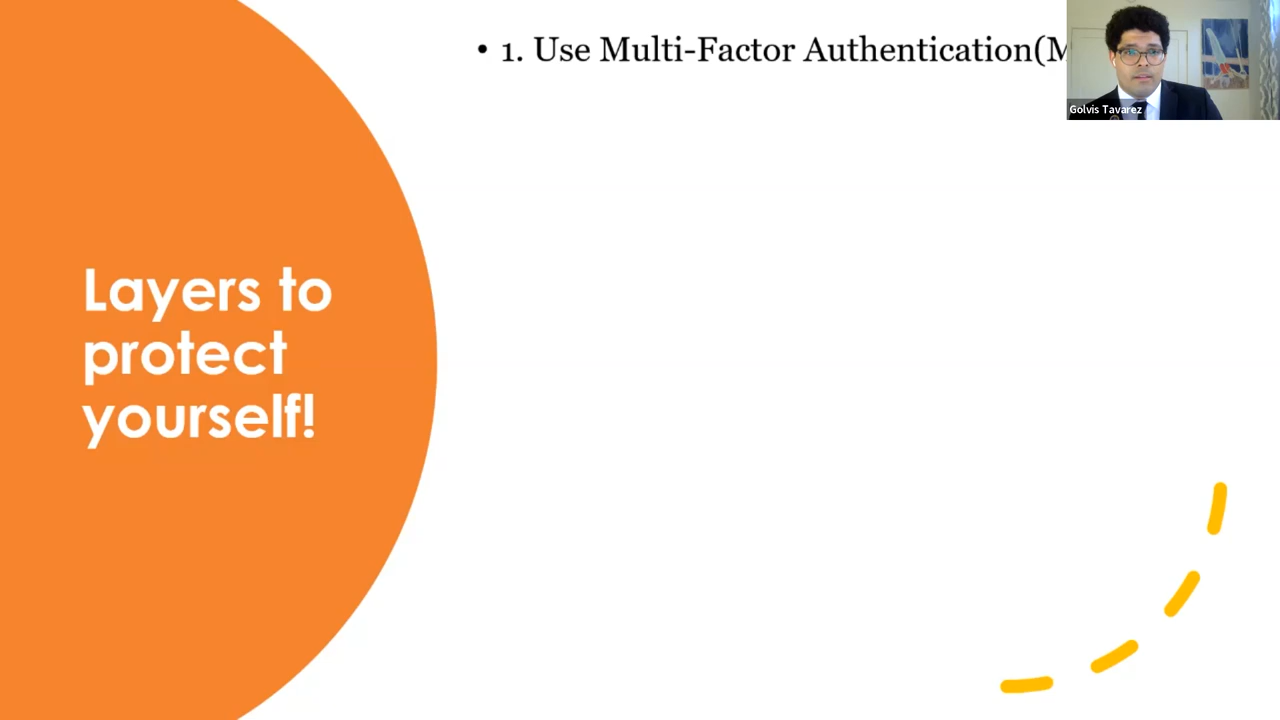 • 1. Use Multi-Factor Authentication(M
Golvis Tavarez
Layers to
protect
yourself!